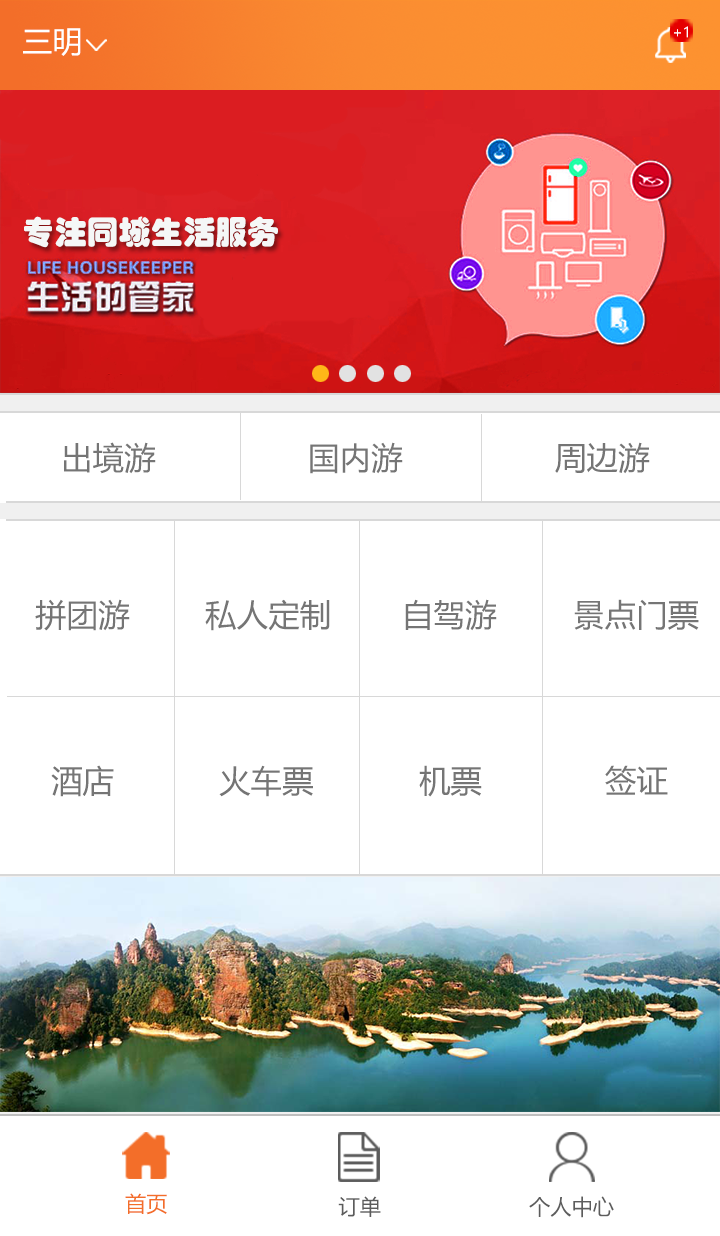 三明
+1
专注同城生活服务
LIFE HOUSEKEEPER
生活的管家
出境游 国内游 周边游
拼团游 私人定制 自驾游 景点门票
酒店 火车票 机票 签证
首页 订单 个人中心